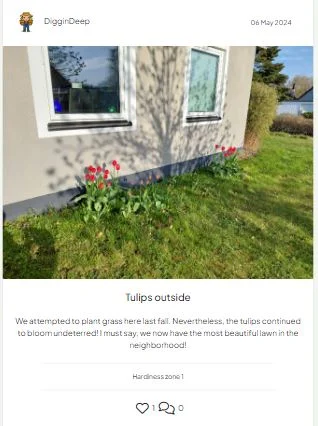 DigginDeep
06 May 2024
Tulips outside
We attempted to plant grass here last fall. Nevertheless, the tulips continued
to bloom undeterred! I must say, we now have the most beautiful lawn in the
neighborhood!
Hardiness zone 1
1 0